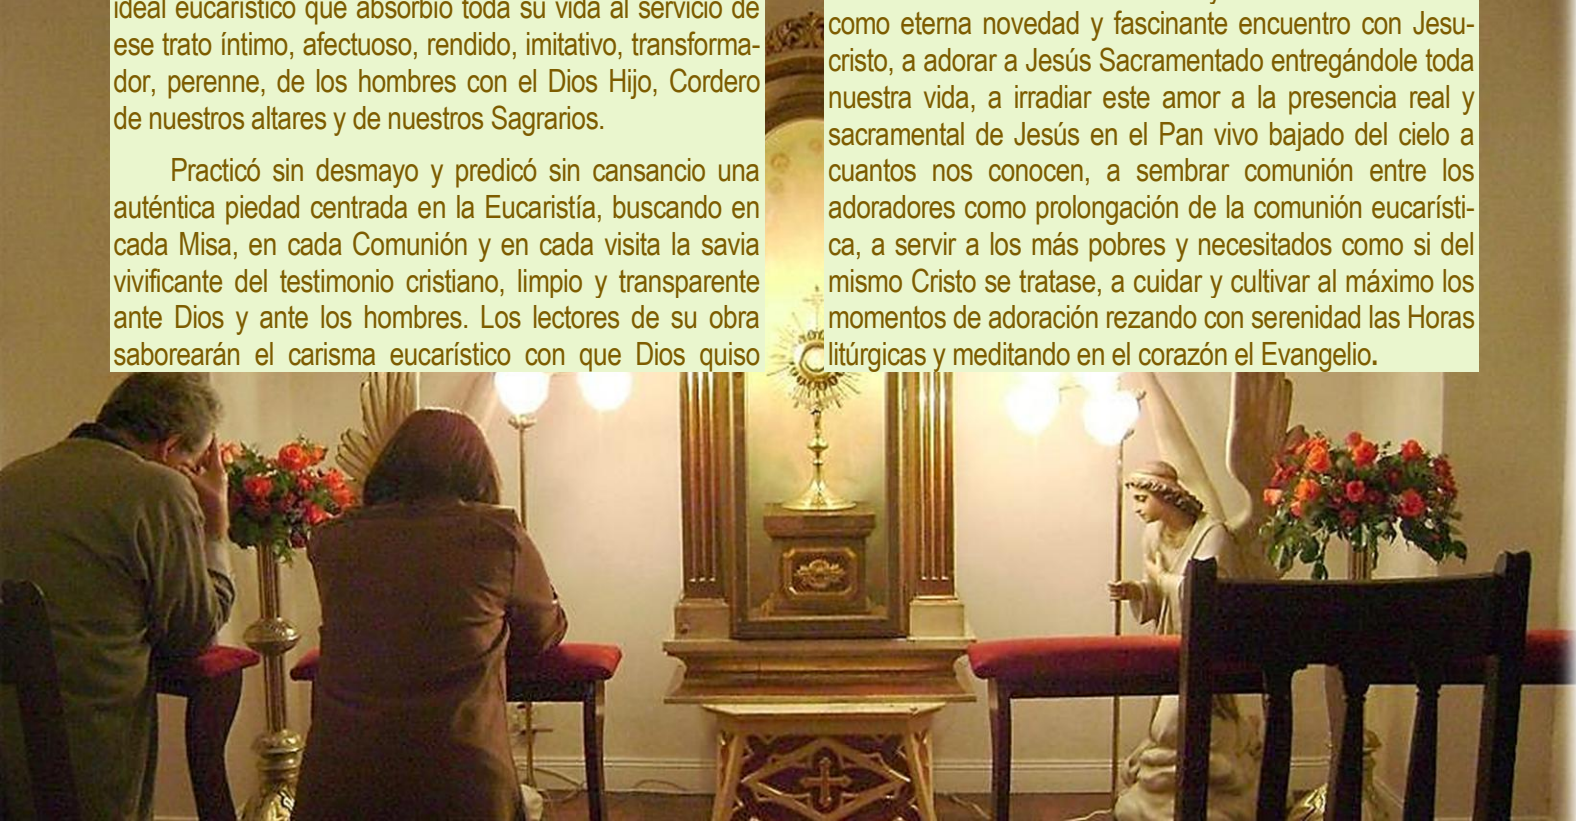 ideal eucarístico que absorbió toda su vida al servicio de
ese trato íntimo, afectuoso, rendido, imitativo, transforma-
dor, perenne, de los hombres con el Dios Hijo, Cordero
de nuestros altares y de nuestros Sagrarios.
Practicó sin desmayo y predicó sin cansancio una
auténtica piedad centrada en la Eucaristía, buscando en
cada Misa, en cada Comunión y en cada visita la savia
vivificante del testimonio cristiano, limpio y transparente
ante Dios y ante los hombres. Los lectores de su obra
saborearán el carisma eucarístico con que Dios quiso
como eterna novedad y fascinante encuentro con Jesu-
cristo, a adorar a Jesús Sacramentado entregándole toda
nuestra vida, a irradiar este amor a la presencia real y
sacramental de Jesús en el Pan vivo bajado del cielo a
cuantos nos conocen, a sembrar comunión entre los
adoradores como prolongación de la comunión eucarísti-
ca, a servir a los más pobres y necesitados como si del
mismo Cristo se tratase, a cuidar y cultivar al máximo los
momentos de adoración rezando con serenidad las Horas
litúrgicas y meditando en el corazón el Evangelio.